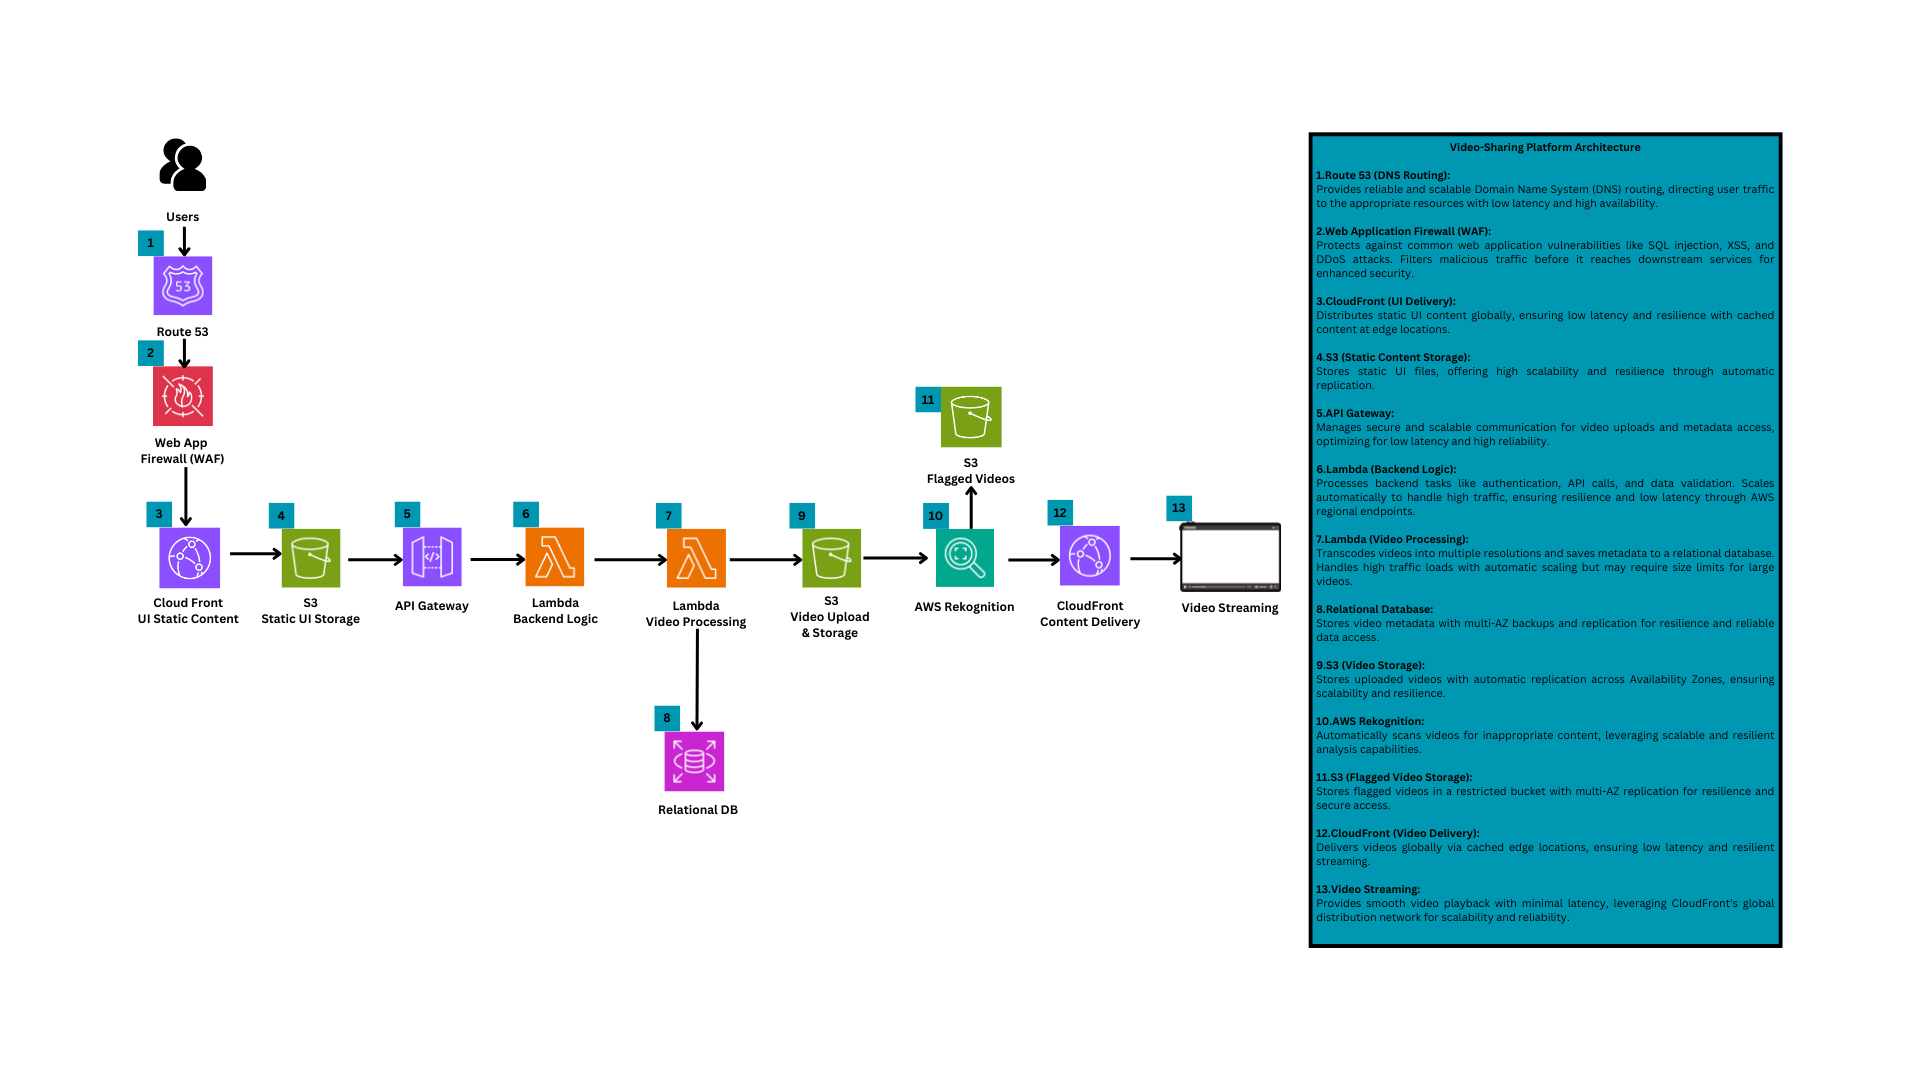 Users
1
53
Route 53
2
Web App
Firewall (WAF)
3
Cloud Front
UI Static Content
4
S3
Static UI Storage
5
API Gateway
6
Lambda
Backend Logic
7
Lambda
Video Processing
8
Relational DB
9
S3
Video Upload
& Storage
10
AWS Rekognition
11
S3
Flagged Videos
12
CloudFront
Content Delivery
13
Video Streaming
Video-Sharing Platform Architecture
1.Route 53 (DNS Routing):
Provides reliable and scalable Domain Name System (DNS) routing, directing user traffic
to the appropriate resources with low latency and high availability.
2.Web Application Firewall (WAF):
Protects against common web application vulnerabilities like SQL injection, XSS, and
DDoS attacks. Filters malicious traffic before it reaches downstream services for
enhanced security.
3.CloudFront (UI Delivery):
Distributes static UI content globally, ensuring low latency and resilience with cached
content at edge locations.
4.S3 (Static Content Storage):
Stores static UI files, offering high scalability and resilience through automatic
replication.
5.API Gateway:
Manages secure and scalable communication for video uploads and metadata access,
optimizing for low latency and high reliability.
6.Lambda (Backend Logic):
Processes backend tasks like authentication, API calls, and data validation. Scales
automatically to handle high traffic, ensuring resilience and low latency through AWS
regional endpoints.
7.Lambda (Video Processing):
Transcodes videos into multiple resolutions and saves metadata to a relational database.
Handles high traffic loads with automatic scaling but may require size limits for large
videos.
8.Relational Database:
Stores video metadata with multi-AZ backups and replication for resilience and reliable
data access.
9.S3 (Video Storage):
Stores uploaded videos with automatic replication across Availability Zones, ensuring
scalability and resilience.
10.AWS Rekognition:
Automatically scans videos for inappropriate content, leveraging scalable and resilient
analysis capabilities.
11.S3 (Flagged Video Storage):
Stores flagged videos in a restricted bucket with multi-AZ replication for resilience and
secure access.
12.CloudFront (Video Delivery):
Delivers videos globally via cached edge locations, ensuring low latency and resilient
streaming.
13.Video Streaming:
Provides smooth video playback with minimal latency, leveraging CloudFront's global
distribution network for scalability and reliability.